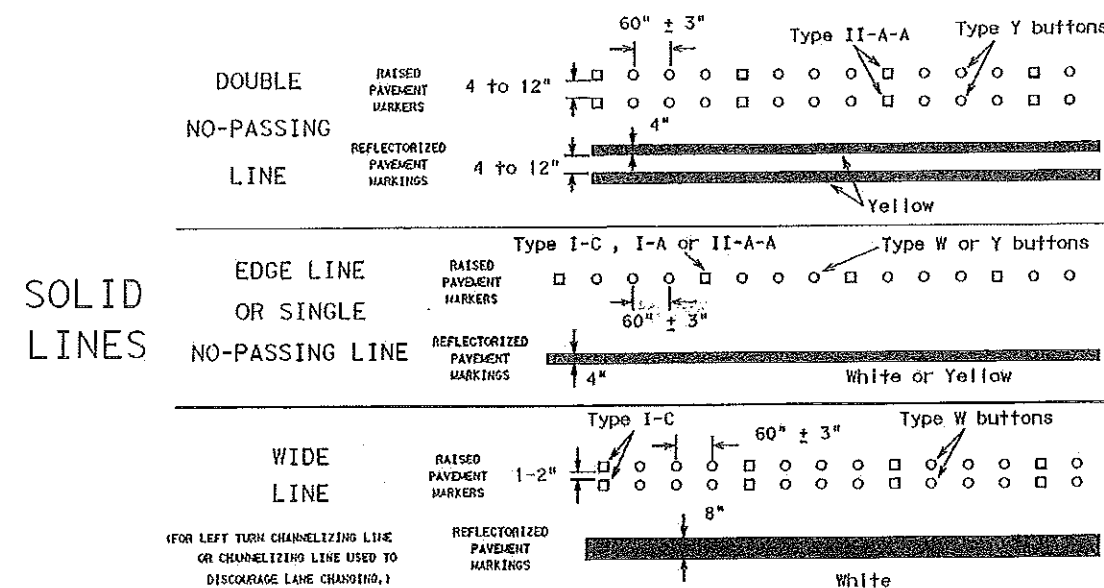 SOLID
LINES
DOUBLE
NO-PASSING
LINE
RAISED
PAVEMENT
MARKERS
4 to 12"
60" ± 3"
Type II-A-A
Type Y buttons
REFLECTORIZED
PAVEMENT
MARKINGS
4 to 12"
4"
Yellow
EDGE LINE
OR SINGLE
NO-PASSING LINE
RAISED
PAVEMENT
MARKERS
Type I-C , I-A or II-A-A
Type W or Y buttons
60" ± 3"
REFLECTORIZED
PAVEMENT
MARKINGS
4"
White or Yellow
WIDE
LINE
(FOR LEFT TURN CHANNELIZING LINE
OR CHANNELIZING LINE USED TO
DISCOURAGE LANE CHANGING.)
RAISED
PAVEMENT
MARKERS
1-2"
Type I-C
60" ± 3"
Type W buttons
REFLECTORIZED
PAVEMENT
MARKINGS
8"
White